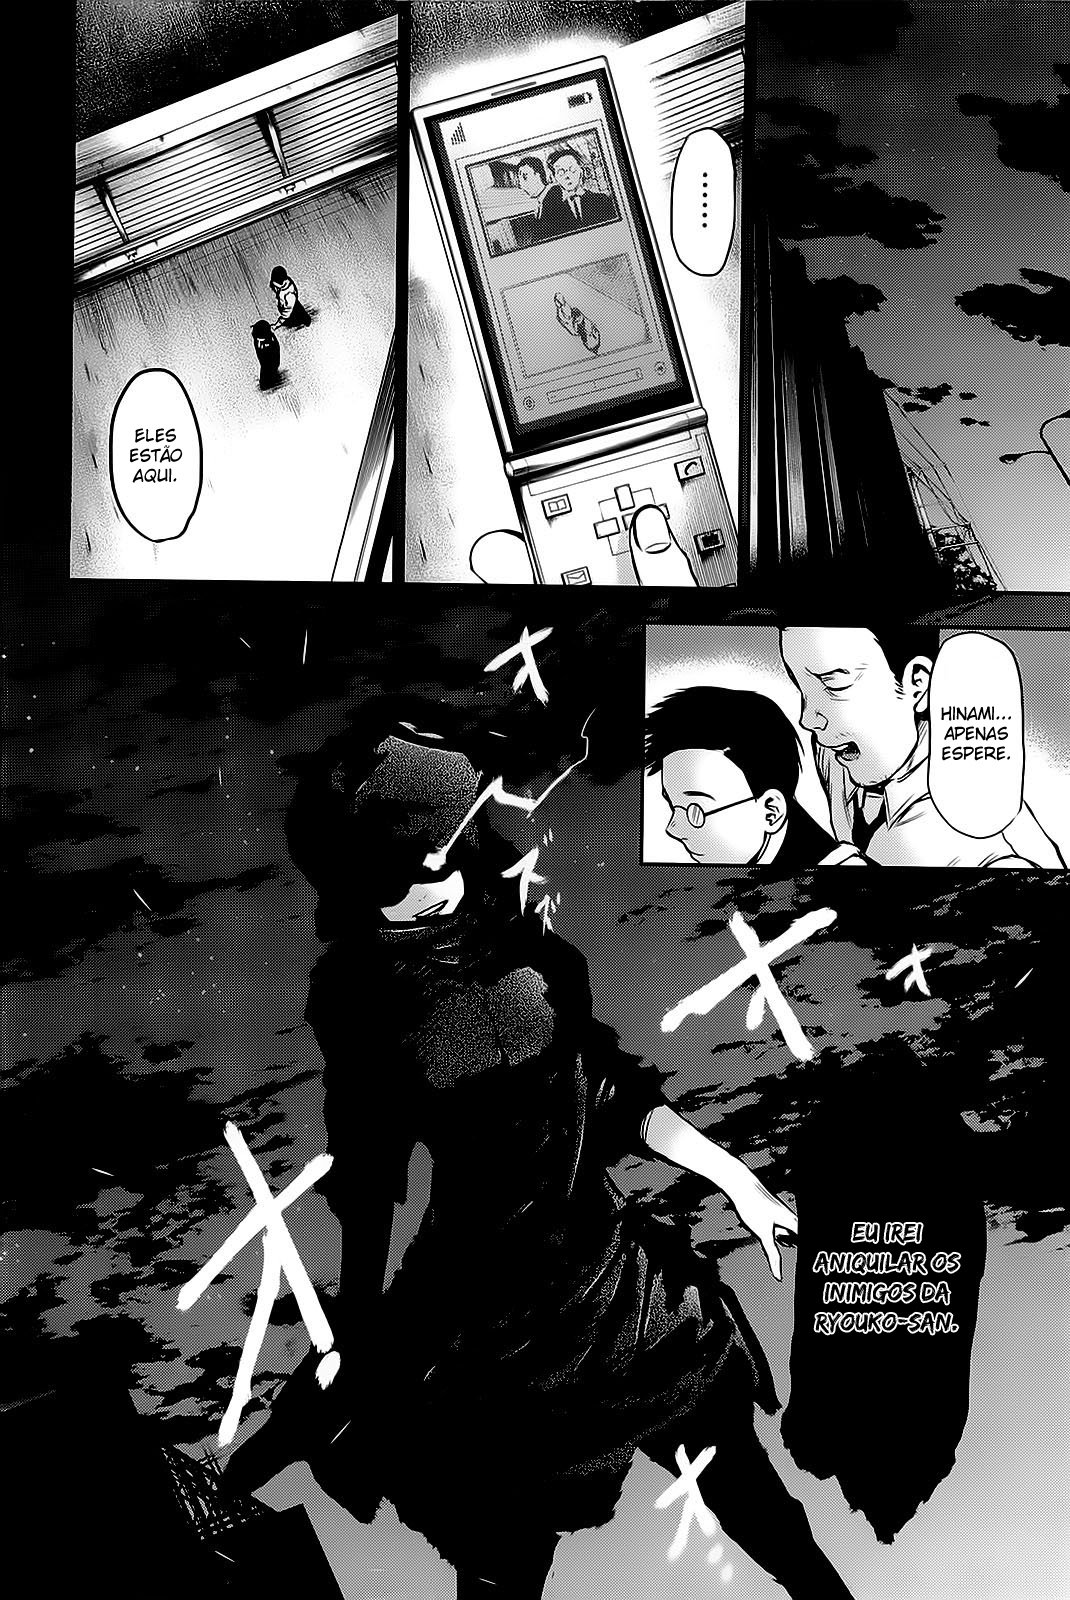 ......
ELES
ESTÃO
AQUI.
HINAMI...
APENAS
ESPERE.
EU IREI
ANIQUILAR OS
INIMIGOS DA
RYOUKO-SAN.